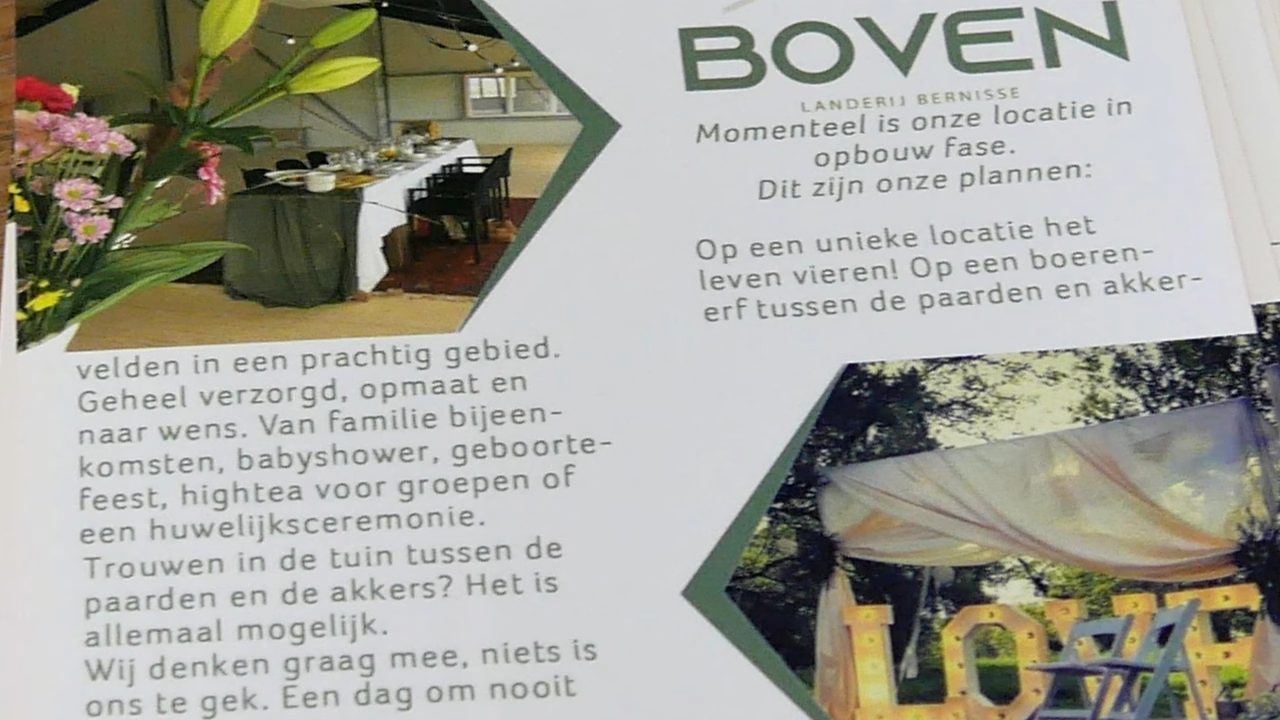 BOVEN
LANDERIJ BERNISSE
Momenteel is onze locatie in
opbouw fase.
Dit zijn onze plannen:
Op een unieke locatie het
leven vieren! Op een boeren-
erf tussen de paarden en akker-
velden in een prachtig gebied.
Geheel verzorgd, opmaat en
naar wens. Van familie bijeen-
komsten, babyshower, geboorte-
feest, hightea voor groepen of
een huwelijksceremonie.
Trouwen in de tuin tussen de
paarden en de akkers? Het is
allemaal mogelijk.
Wij denken graag mee, niets is
ons te gek. Een dag om nooit
LOVE